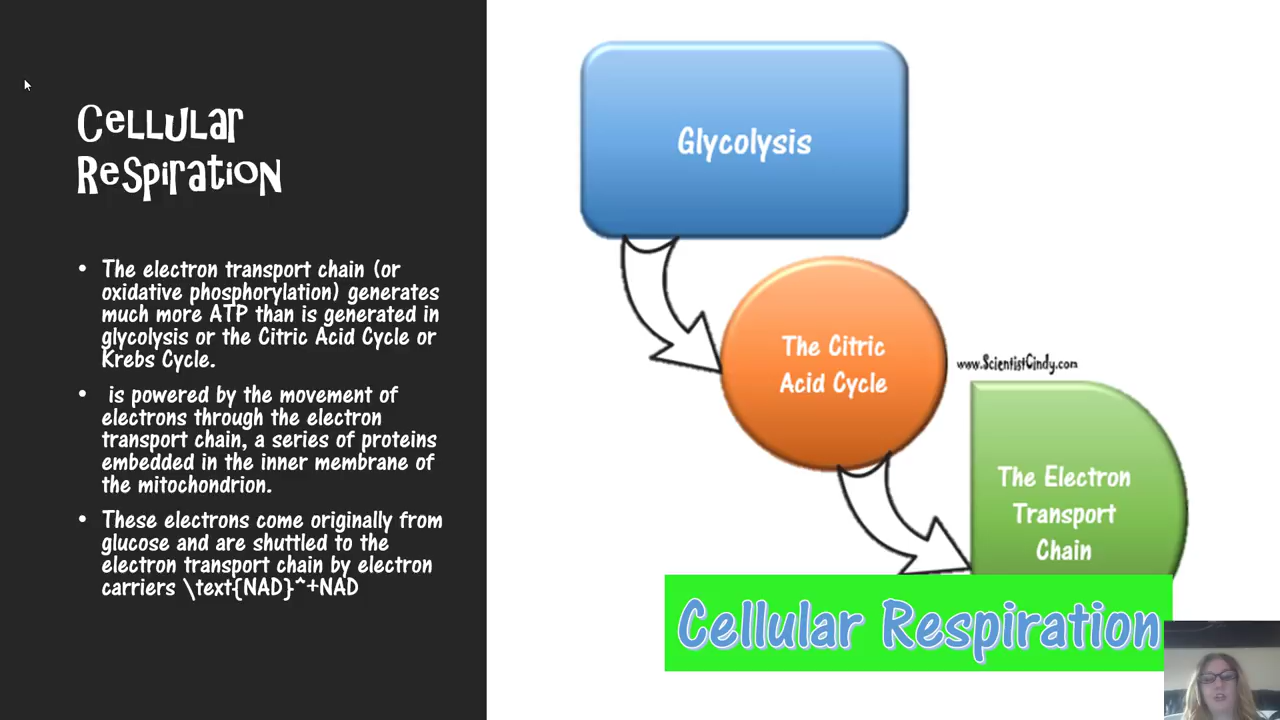 Cellular
Respiration
• The electron transport chain (or
oxidative phosphorylation) generates
much more ATP than is generated in
glycolysis or the Citric Acid Cycle or
Krebs Cycle.
• is powered by the movement of
electrons through the electron
transport chain, a series of proteins
embedded in the inner membrane of
the mitochondrion.
• These electrons come originally from
glucose and are shuttled to the
electron transport chain by electron
carriers \text{NAD}^+NAD
Glycolysis
The Citric
Acid Cycle
www.ScientistCindy.com
The Electron
Transport
Chain
Cellular Respiration